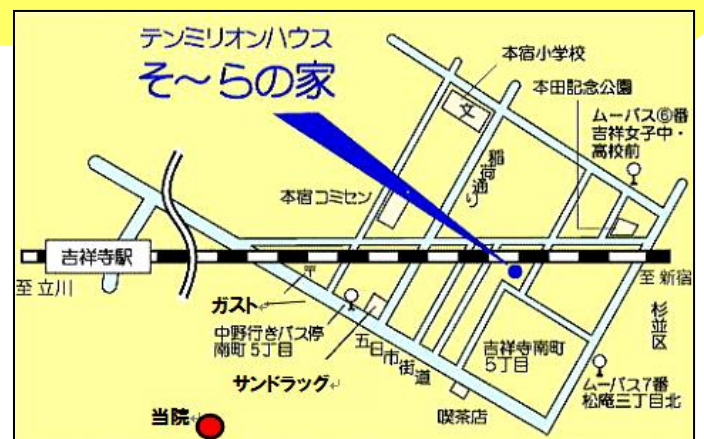 テンミリオンハウス
そ～らの家
本宿小学校
文
本田記念公園
ムーバス⑥番
吉祥女子中・
高校前
稲荷通り
本宿コミセン
吉祥寺駅
至 立川
至 新宿
〒
ガスト
中野行きバス停
南町5丁目
サンドラッグ
五日市街道
吉祥寺南町
5丁目
杉並区
ムーバス7番
松庵三丁目北
喫茶店
当院